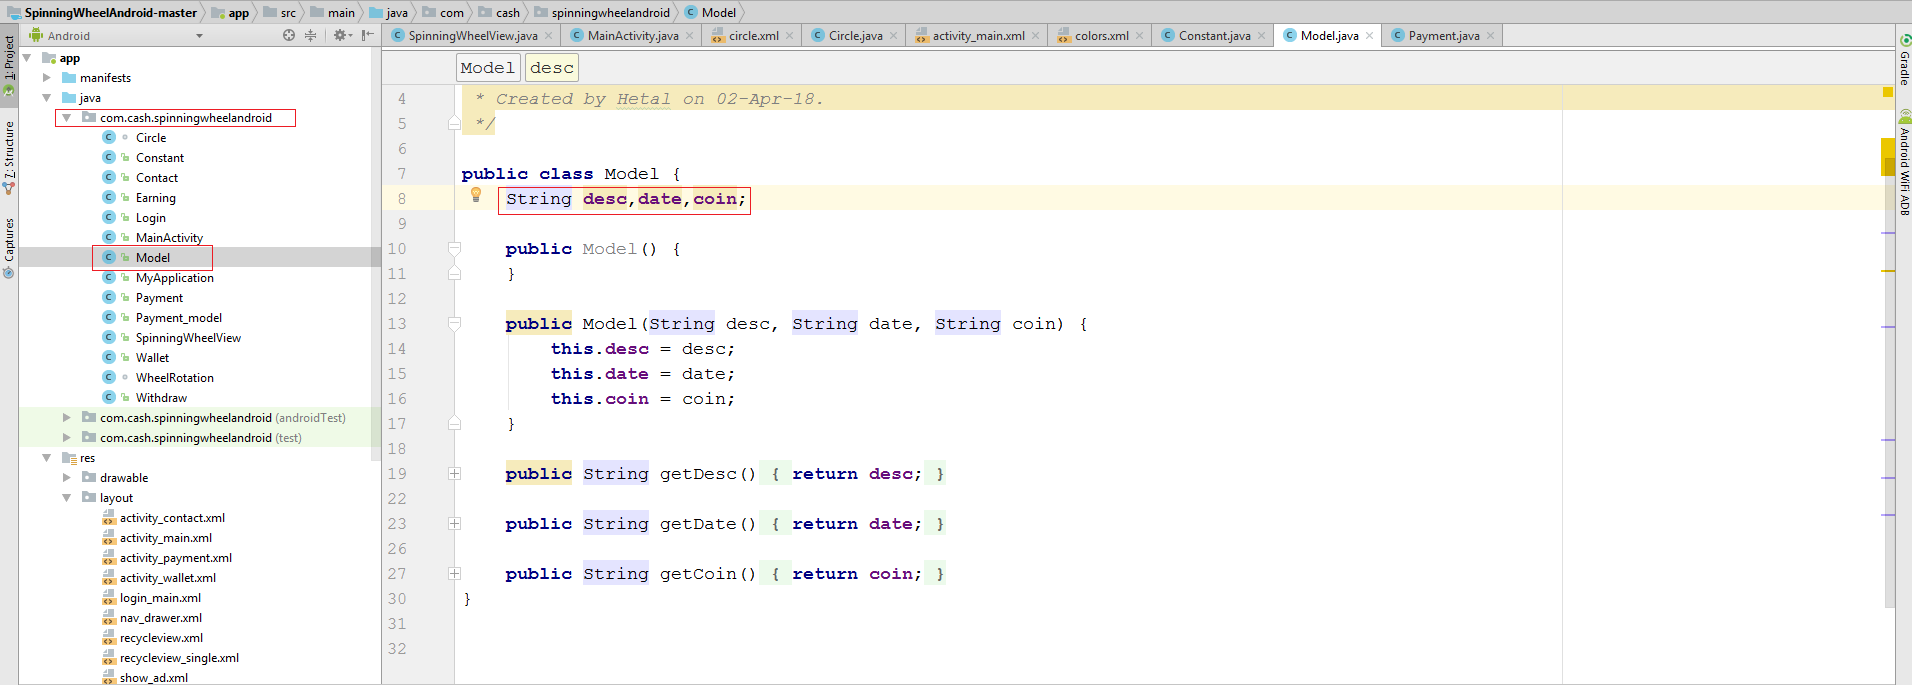 SpinningWheelAndroid-master app src main java com cash spinningwheelandroid Model
Android
SpinningWheelView.java MainActivity.java circle.xml Circle.java activity_main.xml colors.xml Constant.java Model.java Payment.java
1: Project
7: Structure
Captures
app
manifests
java
com.cash.spinningwheelandroid
Circle
Constant
Contact
Earning
Login
MainActivity
Model
MyApplication
Payment
Payment_model
SpinningWheelView
Wallet
WheelRotation
Withdraw
com.cash.spinningwheelandroid (androidTest)
com.cash.spinningwheelandroid (test)
res
drawable
layout
activity_contact.xml
activity_main.xml
activity_payment.xml
activity_wallet.xml
login_main.xml
nav_drawer.xml
recycleview.xml
recycleview_single.xml
show_ad.xml
Model desc
4 * Created by Hetal on 02-Apr-18.
5 */
6
7 public class Model {
8 String desc,date,coin;
9
10 public Model() {
11 }
12
13 public Model(String desc, String date, String coin) {
14 this.desc = desc;
15 this.date = date;
16 this.coin = coin;
17 }
18
19 public String getDesc() { return desc; }
22
23 public String getDate() { return date; }
26
27 public String getCoin() { return coin; }
30 }
31
32
Gradle
Android WiFi ADB